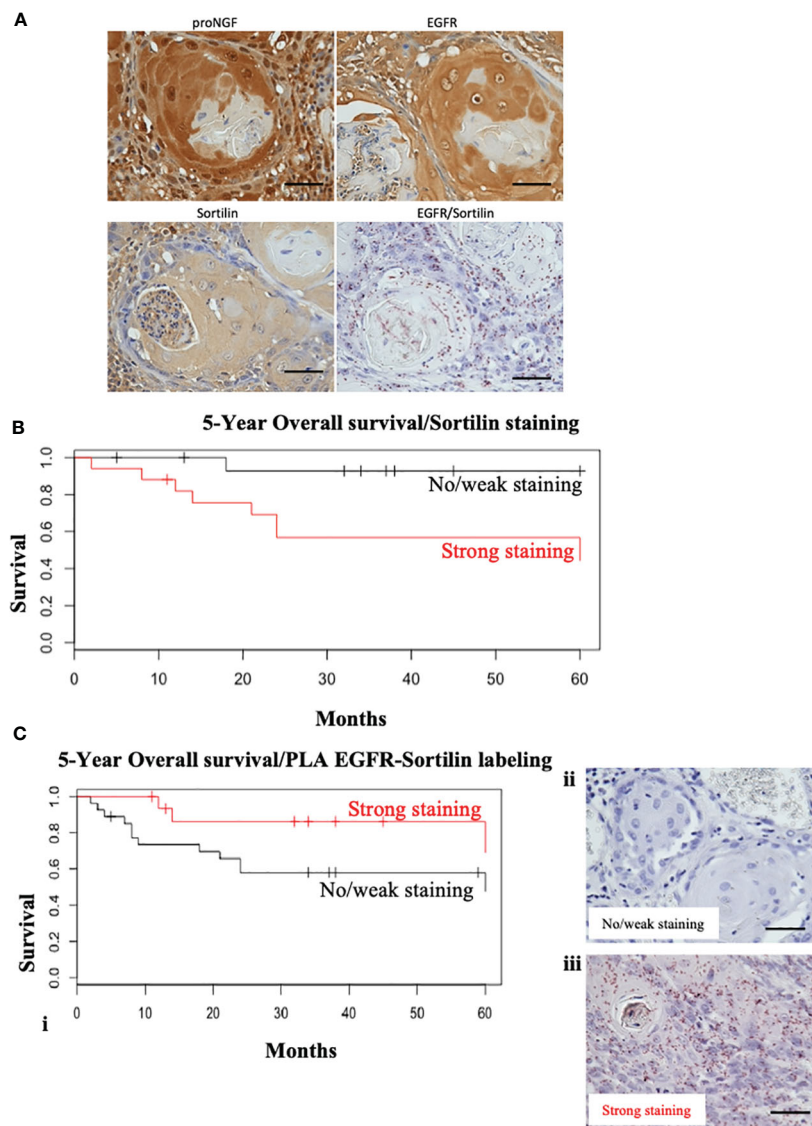 A
proNGF
EGFR
Sortilin
EGFR/Sortilin
B
5-Year Overall survival/Sortilin staining
Survival
0.0 0.2 0.4 0.6 0.8 1.0
No/weak staining
Strong staining
0 10 20 30 40 50 60
Months
C
5-Year Overall survival/PLA EGFR-Sortilin labeling
Survival
0.0 0.2 0.4 0.6 0.8 1.0
Strong staining
No/weak staining
0 10 20 30 40 50 60
i
Months
ii
No/weak staining
iii
Strong staining